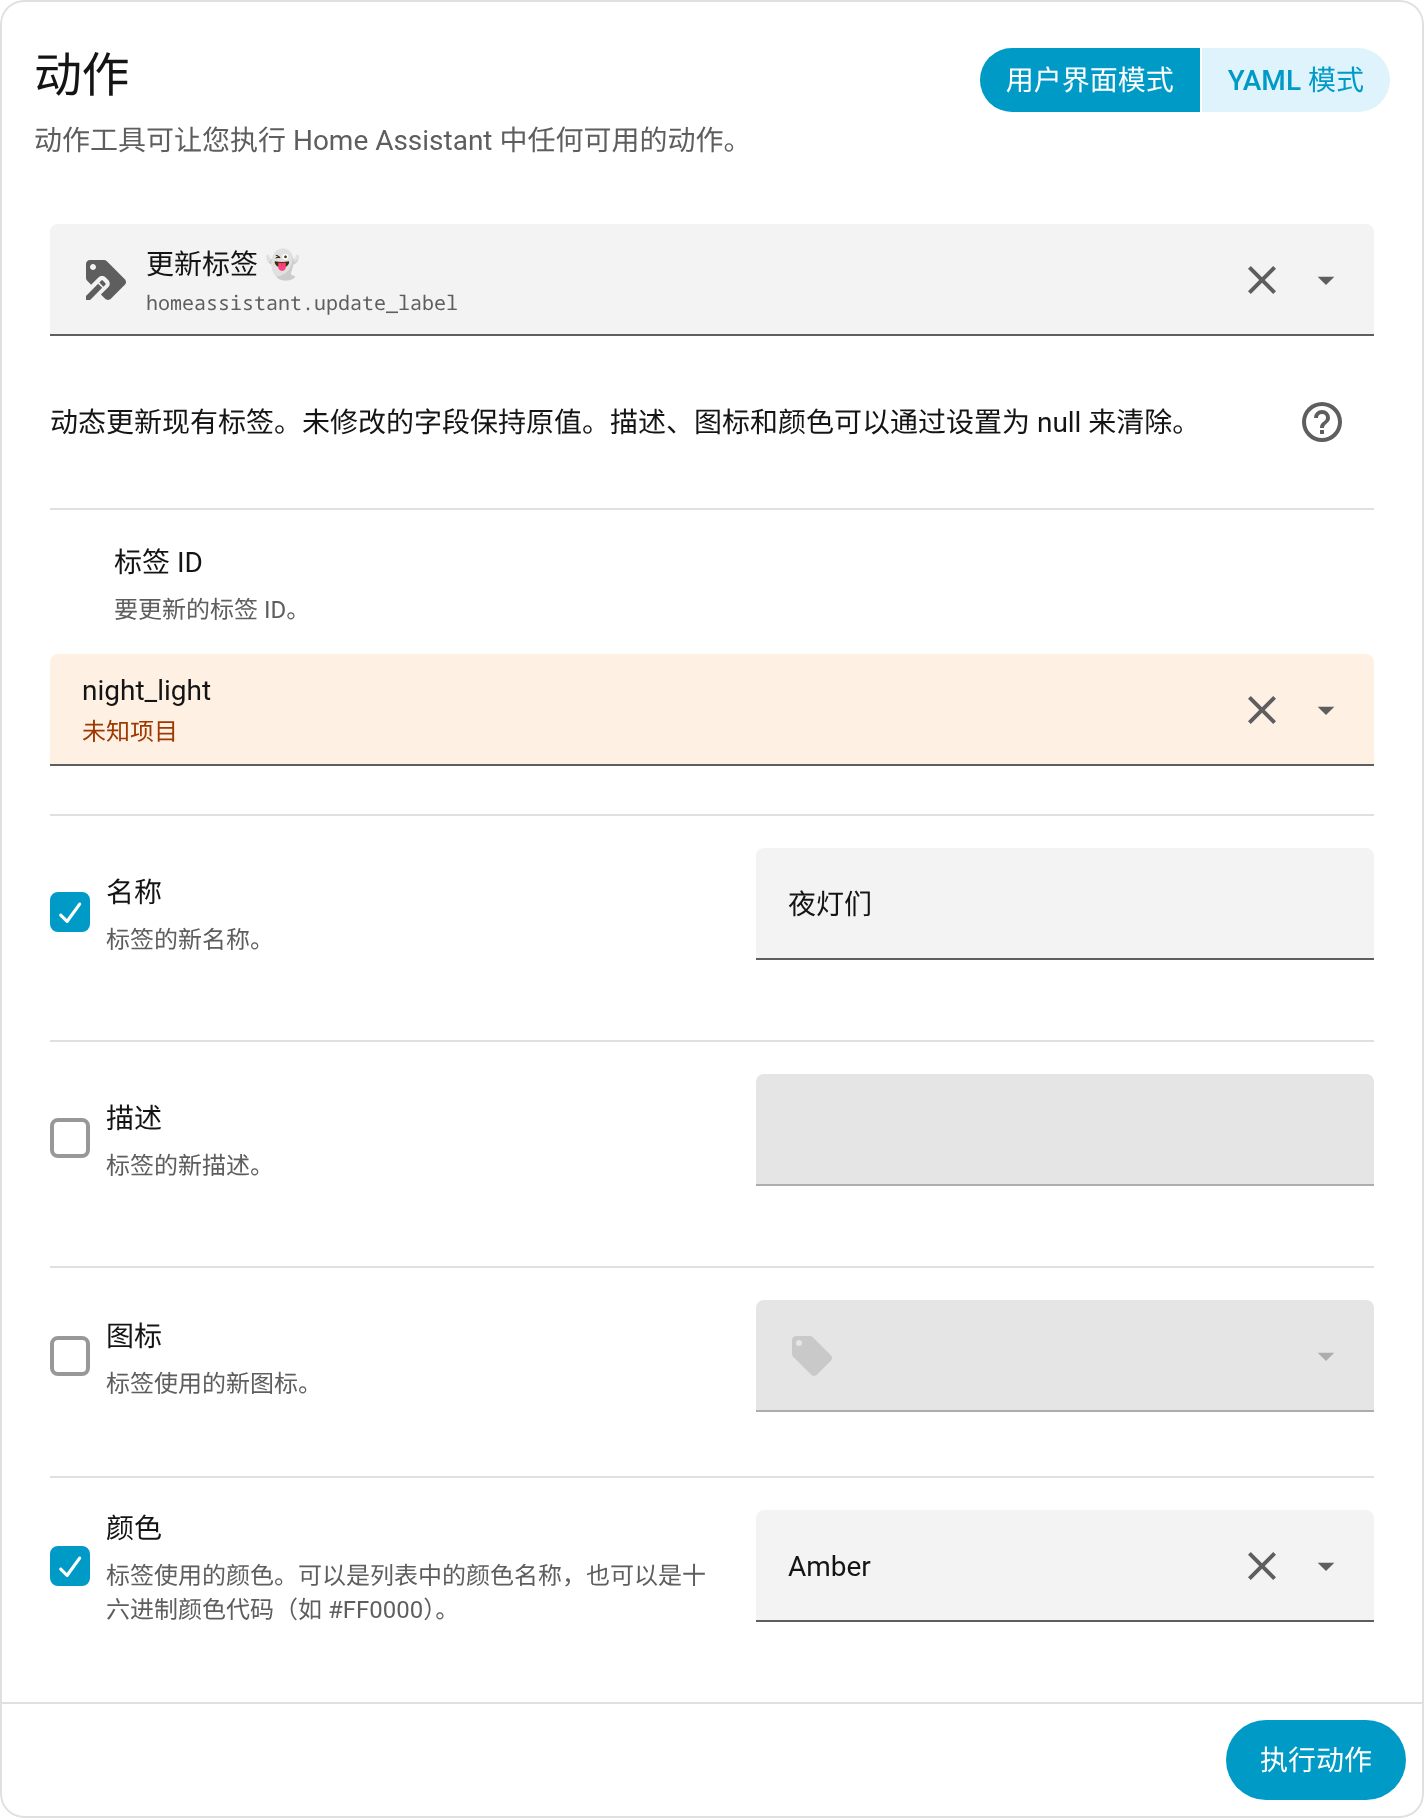 动作
用户界面模式
YAML 模式
动作工具可让您执行 Home Assistant 中任何可用的动作。
更新标签 👻
homeassistant.update_label
动态更新现有标签。未修改的字段保持原值。描述、图标和颜色可以通过设置为 null 来清除。
标签 ID
要更新的标签 ID。
night_light
未知项目
名称
标签的新名称。
夜灯们
描述
标签的新描述。
图标
标签使用的新图标。
颜色
标签使用的颜色。可以是列表中的颜色名称，也可以是十
六进制颜色代码（如 #FF0000）。
Amber
执行动作